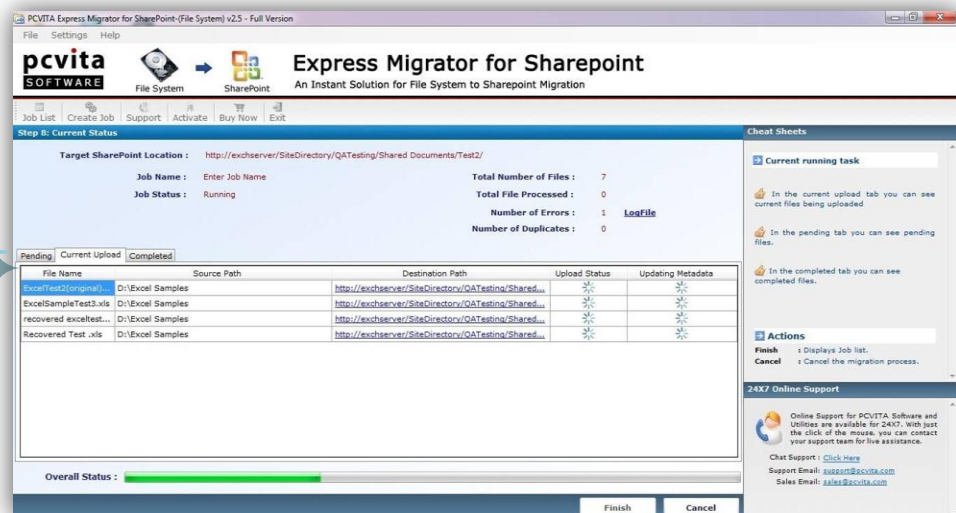 PCVITA Express Migrator for SharePoint-(File System) v2.5 - Full Version
File Settings Help
pcvita
SOFTWARE
File System
SharePoint
Express Migrator for Sharepoint
An Instant Solution for File System to Sharepoint Migration
Job List Create Job Support Activate Buy Now Exit
Step 8: Current Status
Target SharePoint Location : http://exchserver/SiteDirectory/QATesting/Shared Documents/Test2/
Job Name : Enter Job Name Total Number of Files : 7
Job Status : Running Total File Processed : 0
Number of Errors : 1 LogFile
Number of Duplicates : 0
Pending Current Upload Completed
File Name Source Path Destination Path Upload Status Updating Metadata
ExcelTest2(original)... D:\Excel Samples http://exchserver/SiteDirectory/QATesting/Shared...
ExcelSampleTest3.xls D:\Excel Samples http://exchserver/SiteDirectory/QATesting/Shared...
recovered exceltest... D:\Excel Samples http://exchserver/SiteDirectory/QATesting/Shared...
Recovered Test .xls D:\Excel Samples http://exchserver/SiteDirectory/QATesting/Shared...
Overall Status :
Finish Cancel
Cheat Sheets
Current running task
In the current upload tab you can see
current files being uploaded
In the pending tab you can see pending
files.
In the completed tab you can see
completed files.
Actions
Finish : Displays Job list.
Cancel : Cancel the migration process.
24X7 Online Support
Online Support for PCVITA Software and
Utilities are available for 24X7. With just
the click of the mouse, you can contact
your support team for live assistance.
Chat Support : Click Here
Support Email: support@pcvita.com
Sales Email: sales@pcvita.com